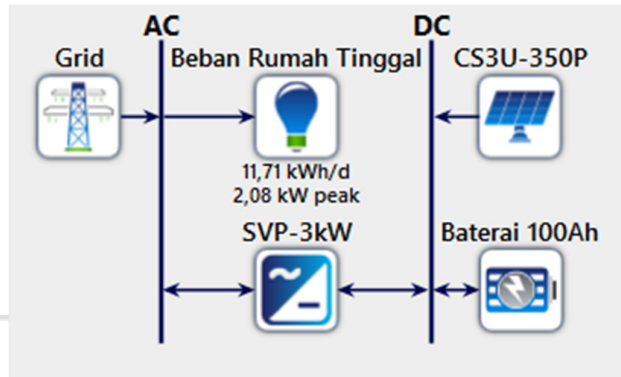 AC
DC
Grid
Beban Rumah Tinggal
CS3U-350P
11,71 kWh/d
2,08 kW peak
SVP-3kW
Baterai 100Ah